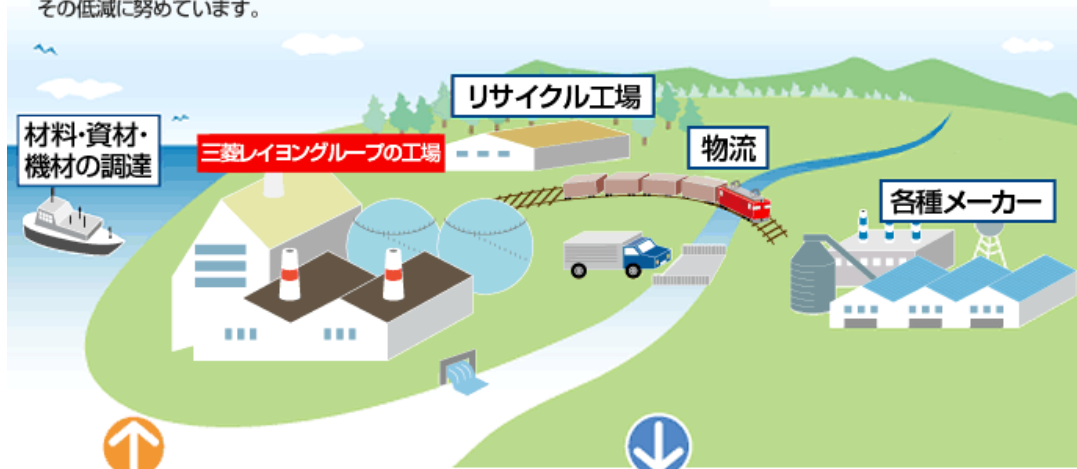 その低減に努めています。
リサイクル工場
材料・資材・
機材の調達
三菱レイヨングループの工場
物流
各種メーカー